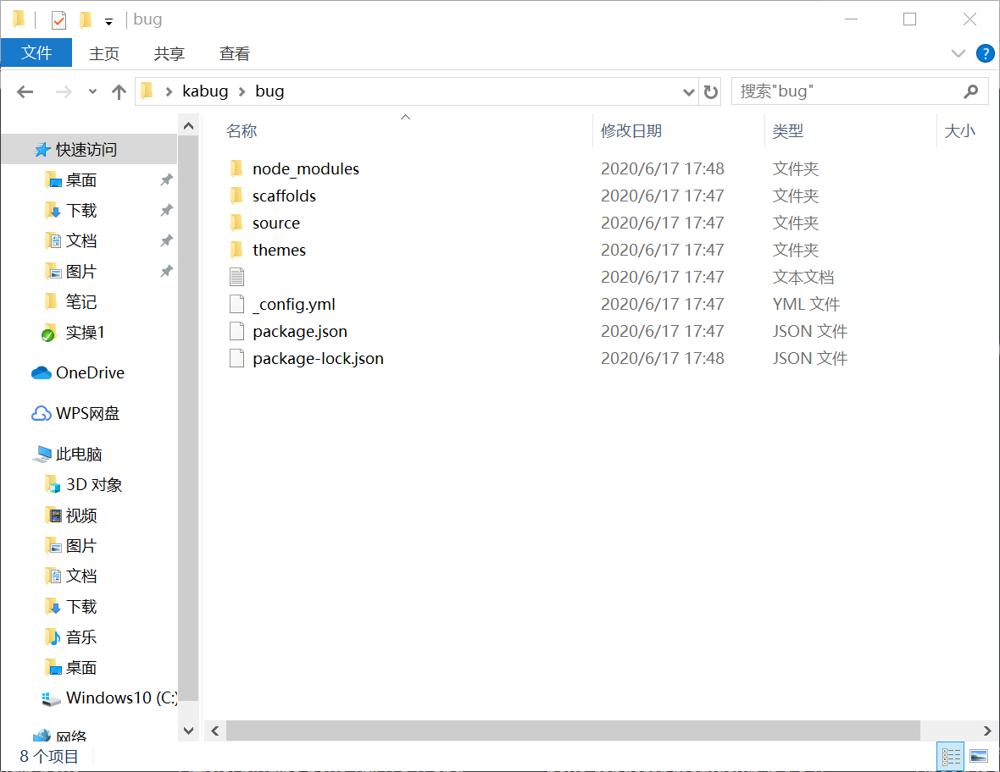 bug
文件 主页 共享 查看
kabug bug 搜索"bug"
名称 修改日期 类型 大小
快速访问
桌面
下载
文档
图片
笔记
实操1
OneDrive
WPS网盘
此电脑
3D 对象
视频
图片
文档
下载
音乐
桌面
Windows10 (C:)
网络
node_modules 2020/6/17 17:48 文件夹
scaffolds 2020/6/17 17:47 文件夹
source 2020/6/17 17:47 文件夹
themes 2020/6/17 17:47 文件夹
2020/6/17 17:47 文本文档
_config.yml 2020/6/17 17:47 YML 文件
package.json 2020/6/17 17:47 JSON 文件
package-lock.json 2020/6/17 17:48 JSON 文件
8 个项目